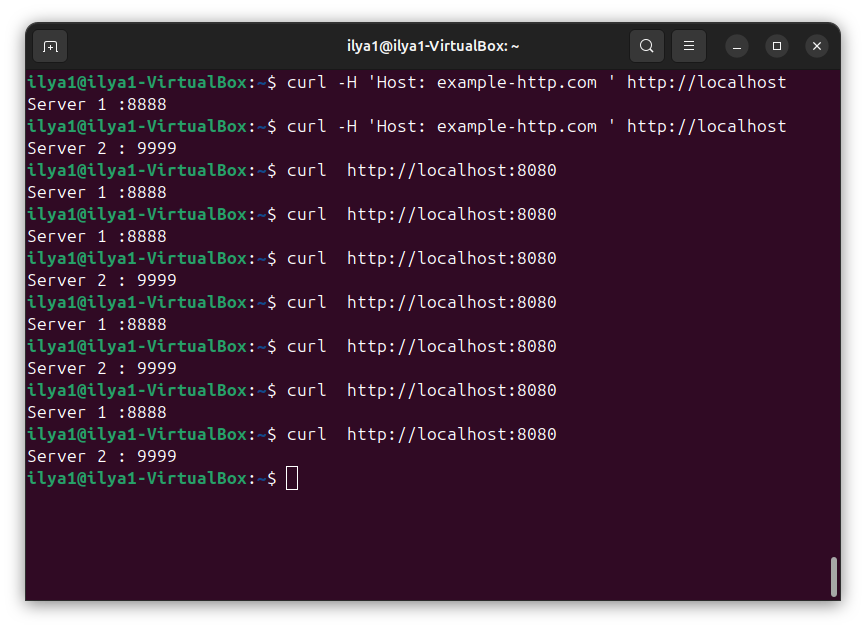 ilya1@ilya1-VirtualBox: ~
ilya1@ilya1-VirtualBox:~$ curl -H 'Host: example-http.com ' http://localhost
Server 1 :8888
ilya1@ilya1-VirtualBox:~$ curl -H 'Host: example-http.com ' http://localhost
Server 2 : 9999
ilya1@ilya1-VirtualBox:~$ curl  http://localhost:8080
Server 1 :8888
ilya1@ilya1-VirtualBox:~$ curl  http://localhost:8080
Server 1 :8888
ilya1@ilya1-VirtualBox:~$ curl  http://localhost:8080
Server 2 : 9999
ilya1@ilya1-VirtualBox:~$ curl  http://localhost:8080
Server 1 :8888
ilya1@ilya1-VirtualBox:~$ curl  http://localhost:8080
Server 2 : 9999
ilya1@ilya1-VirtualBox:~$ curl  http://localhost:8080
Server 1 :8888
ilya1@ilya1-VirtualBox:~$ curl  http://localhost:8080
Server 2 : 9999
ilya1@ilya1-VirtualBox:~$